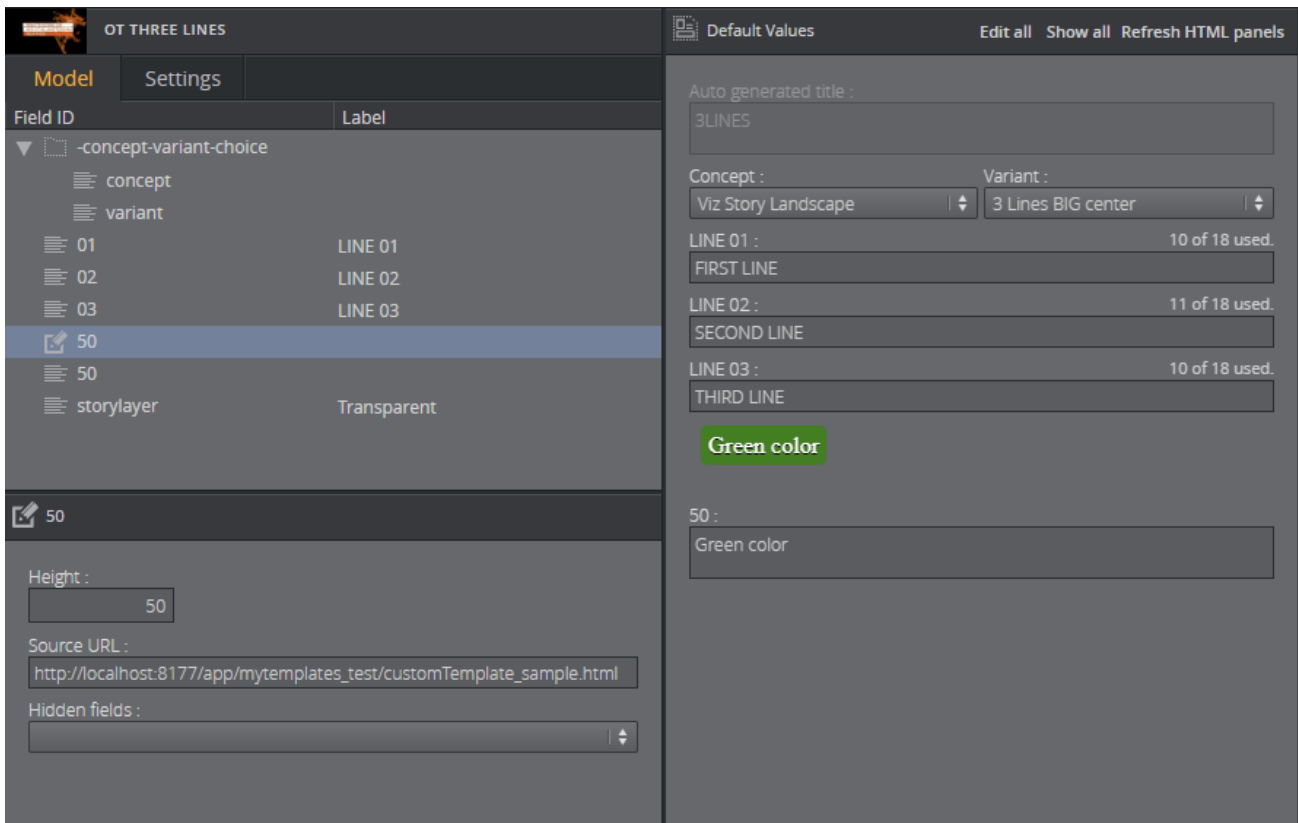 OT THREE LINES
Model Settings
Field ID Label
-concept-variant-choice
concept
variant
01 LINE 01
02 LINE 02
03 LINE 03
50
50
storylayer Transparent
50
Height :
50
Source URL :
http://localhost:8177/app/mytemplates_test/customTemplate_sample.html
Hidden fields :
Default Values Edit all Show all Refresh HTML panels
Auto generated title :
3LINES
Concept : Variant :
Viz Story Landscape 3 Lines BIG center
LINE 01 : 10 of 18 used.
FIRST LINE
LINE 02 : 11 of 18 used.
SECOND LINE
LINE 03 : 10 of 18 used.
THIRD LINE
Green color
50 :
Green color